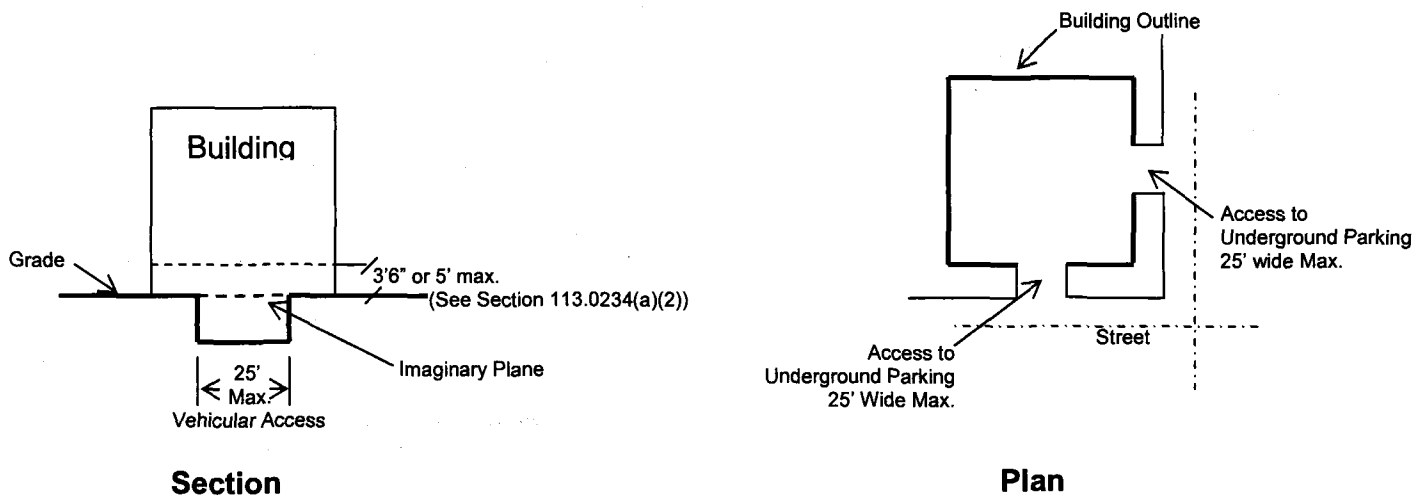 Building
Grade
3'6" or 5' max.
(See Section 113.0234(a)(2))
Imaginary Plane
25'
Max.
Vehicular Access
Section
Building Outline
Access to
Underground Parking
25' wide Max.
Street
Access to
Underground Parking
25' Wide Max.
Plan